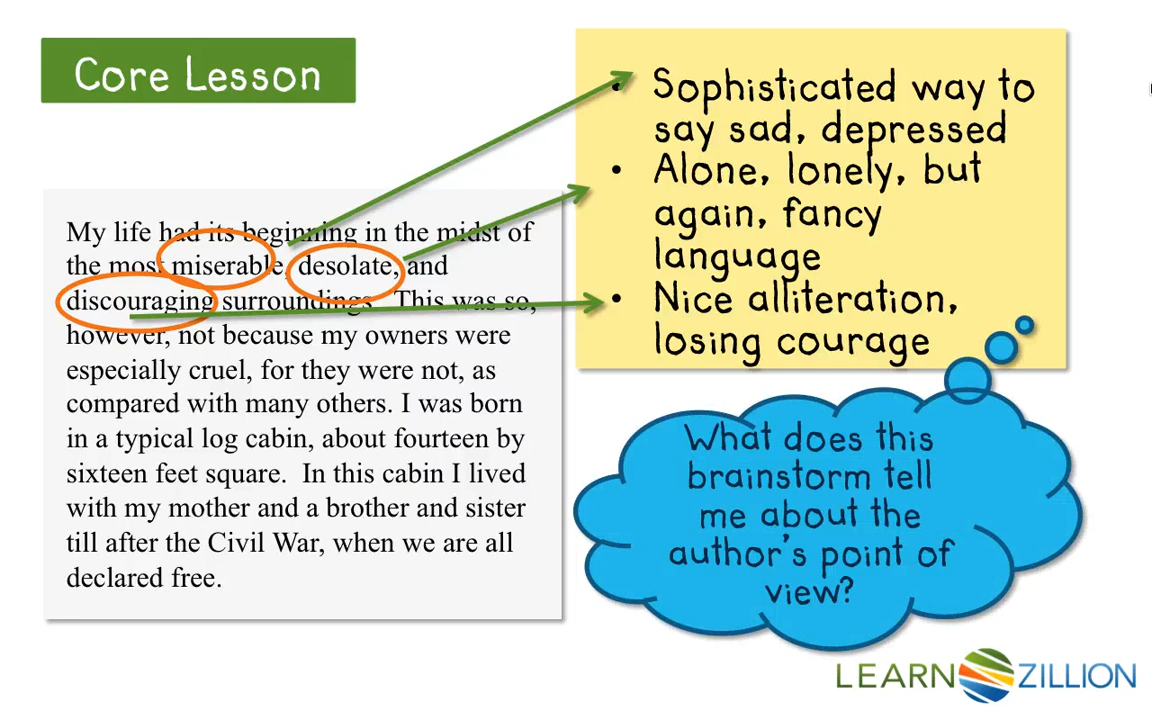 Core Lesson
My life had its beginning in the midst of
the most miserable, desolate, and
discouraging surroundings.  This was so,
however, not because my owners were
especially cruel, for they were not, as
compared with many others. I was born
in a typical log cabin, about fourteen by
sixteen feet square.  In this cabin I lived
with my mother and a brother and sister
till after the Civil War, when we are all
declared free.
• Sophisticated way to
say sad, depressed
• Alone, lonely, but
again, fancy
language
• Nice alliteration,
losing courage
What does this
brainstorm tell
me about the
author's point of
view?
LEARN ZILLION